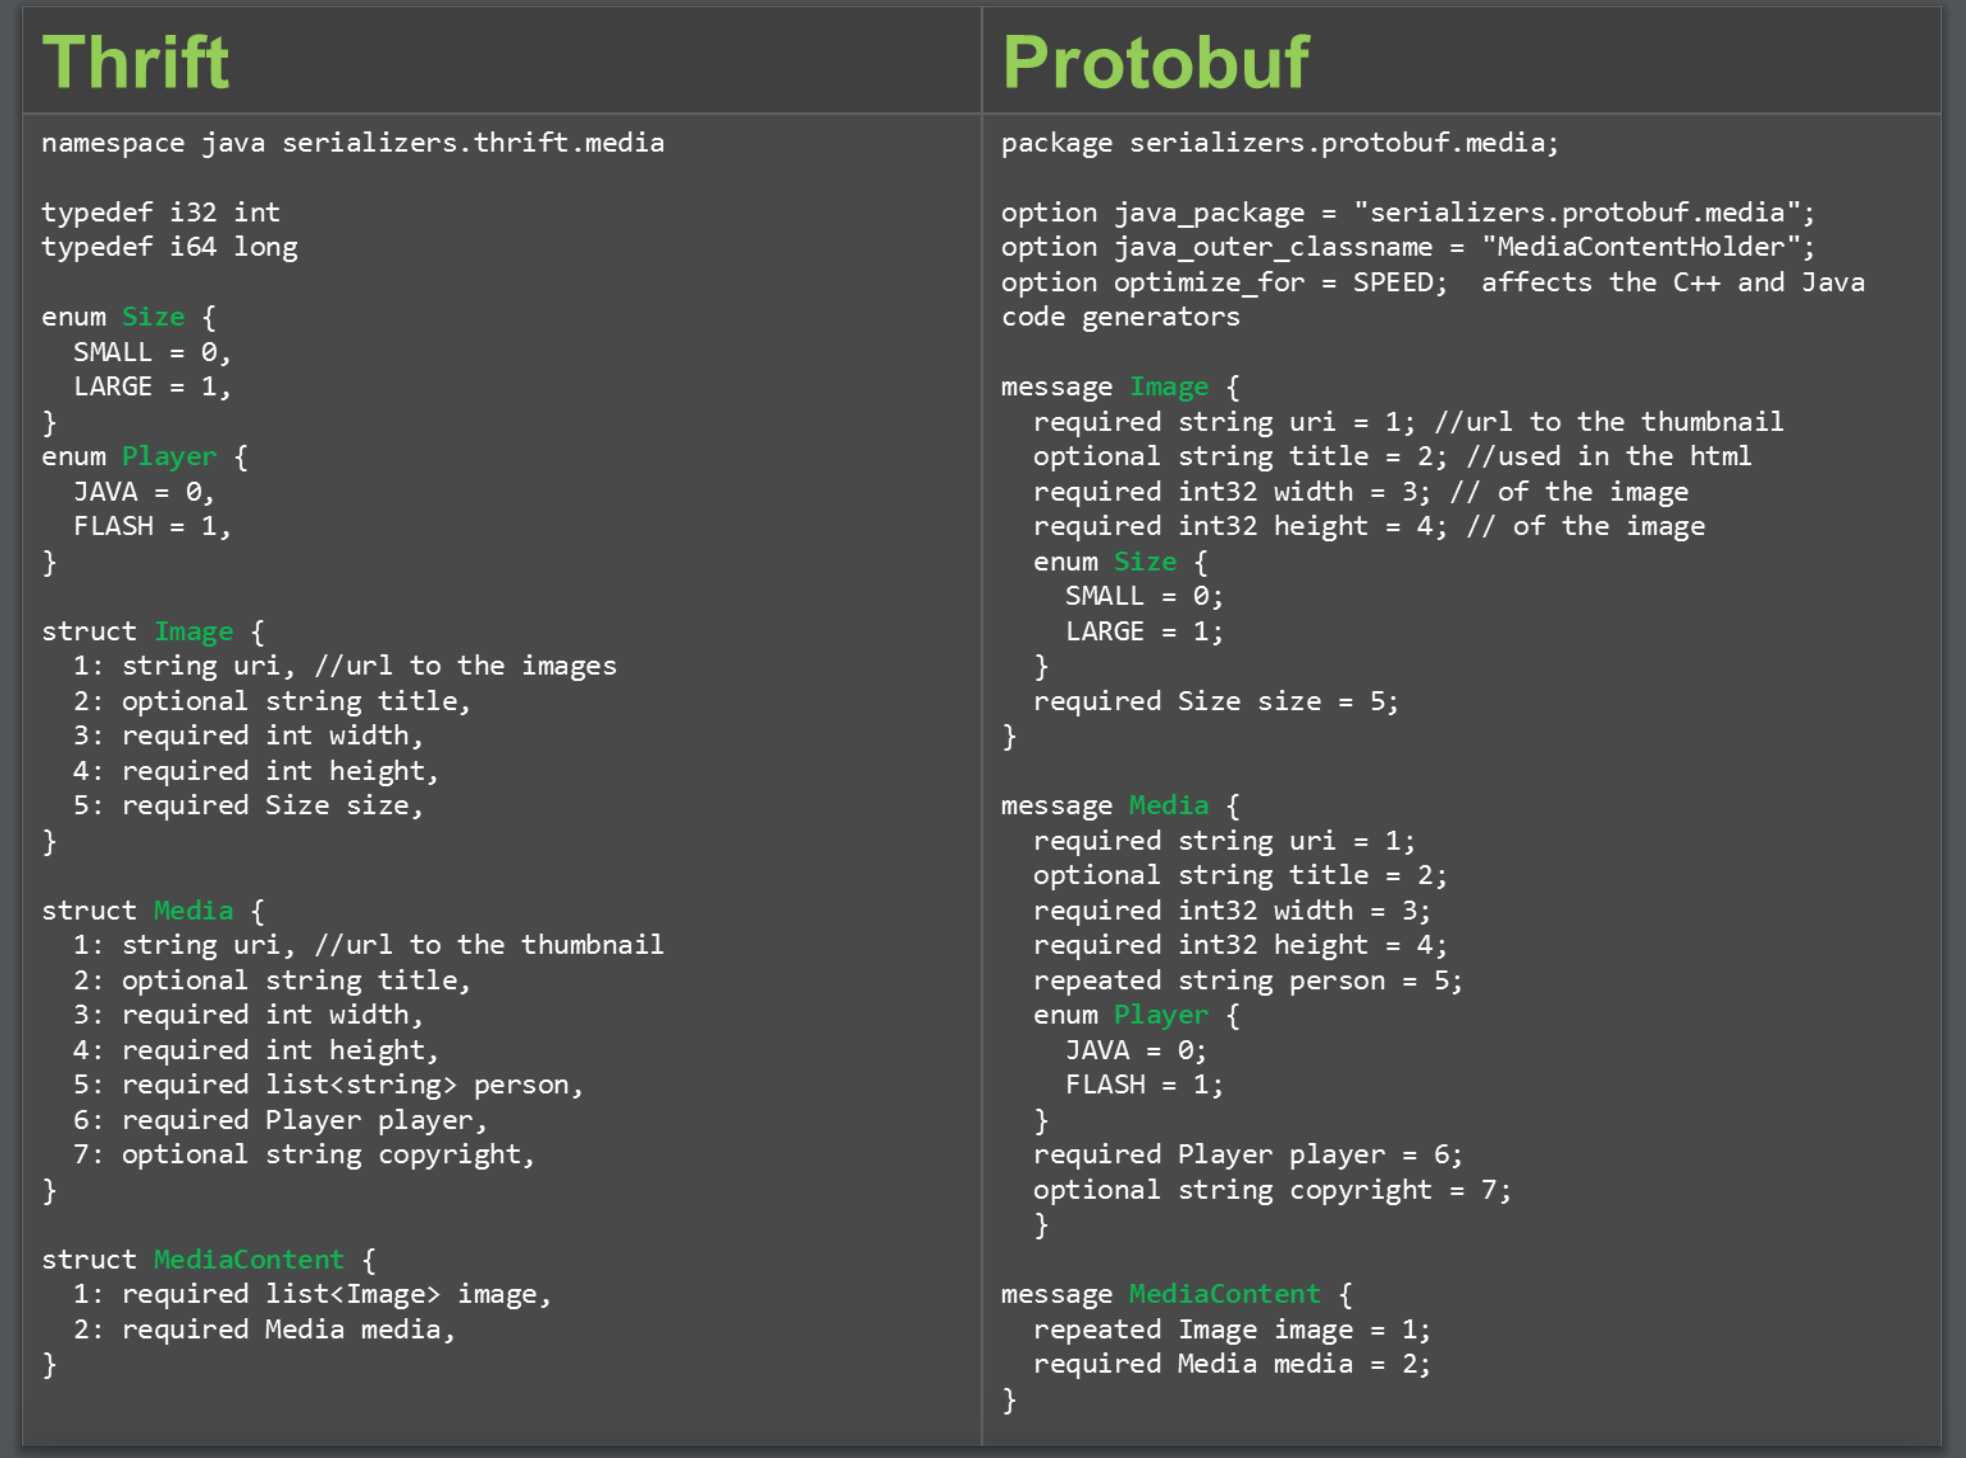 Thrift
namespace java serializers.thrift.media

typedef i32 int
typedef i64 long

enum Size {
  SMALL = 0,
  LARGE = 1,
}
enum Player {
  JAVA = 0,
  FLASH = 1,
}

struct Image {
  1: string uri, //url to the images
  2: optional string title,
  3: required int width,
  4: required int height,
  5: required Size size,
}

struct Media {
  1: string uri, //url to the thumbnail
  2: optional string title,
  3: required int width,
  4: required int height,
  5: required list<string> person,
  6: required Player player,
  7: optional string copyright,
}

struct MediaContent {
  1: required list<Image> image,
  2: required Media media,
}
Protobuf
package serializers.protobuf.media;

option java_package = "serializers.protobuf.media";
option java_outer_classname = "MediaContentHolder";
option optimize_for = SPEED;  affects the C++ and Java
code generators

message Image {
  required string uri = 1; //url to the thumbnail
  optional string title = 2; //used in the html
  required int32 width = 3; // of the image
  required int32 height = 4; // of the image
  enum Size {
    SMALL = 0;
    LARGE = 1;
  }
  required Size size = 5;
}

message Media {
  required string uri = 1;
  optional string title = 2;
  required int32 width = 3;
  required int32 height = 4;
  repeated string person = 5;
  enum Player {
    JAVA = 0;
    FLASH = 1;
  }
  required Player player = 6;
  optional string copyright = 7;
  }

message MediaContent {
  repeated Image image = 1;
  required Media media = 2;
}